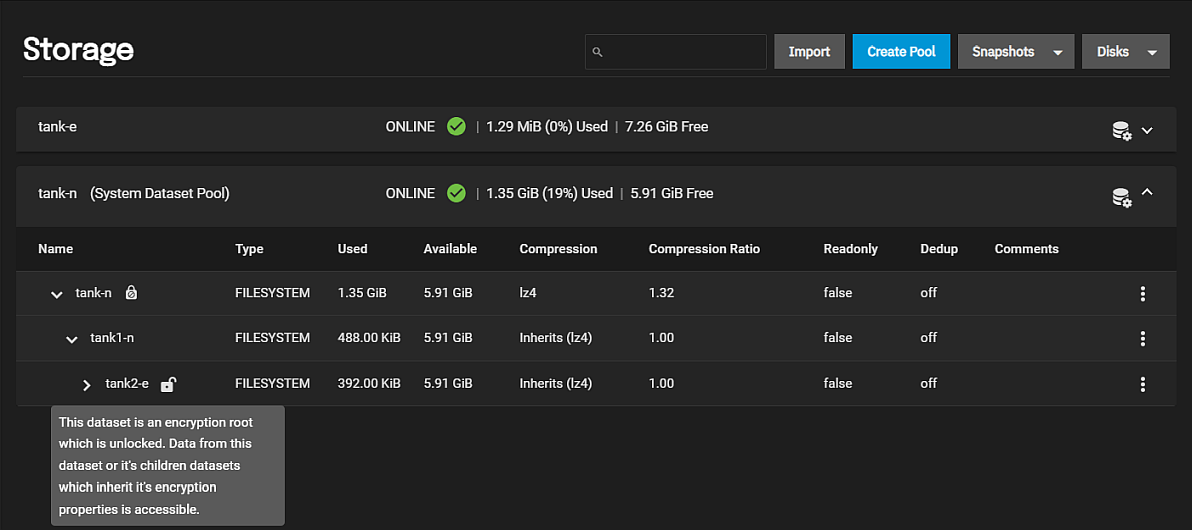 Storage
Import
Create Pool
Snapshots
Disks
tank-e ONLINE | 1.29 MiB (0%) Used | 7.26 GiB Free
tank-n (System Dataset Pool) ONLINE | 1.35 GiB (19%) Used | 5.91 GiB Free
Name Type Used Available Compression Compression Ratio Readonly Dedup Comments
tank-n FILESYSTEM 1.35 GiB 5.91 GiB lz4 1.32 false off
tank1-n FILESYSTEM 488.00 KiB 5.91 GiB Inherits (lz4) 1.00 false off
tank2-e FILESYSTEM 392.00 KiB 5.91 GiB Inherits (lz4) 1.00 false off
This dataset is an encryption root
which is unlocked. Data from this
dataset or it's children datasets
which inherit it's encryption
properties is accessible.